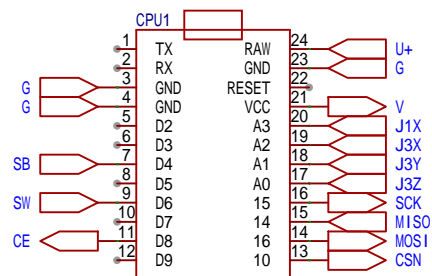 CPU1
1 TX RAW 24 U+
2 RX GND 23 G
G 3 GND RESET 22
G 4 GND VCC 21 V
5 D2 A3 20 J1X
6 D3 A2 19 J3X
SB 7 D4 A1 18 J3Y
8 D5 A0 17 J3Z
SW 9 D6 15 16 SCK
10 D7 14 15 MISO
CE 11 D8 16 14 MOSI
12 D9 10 13 CSN